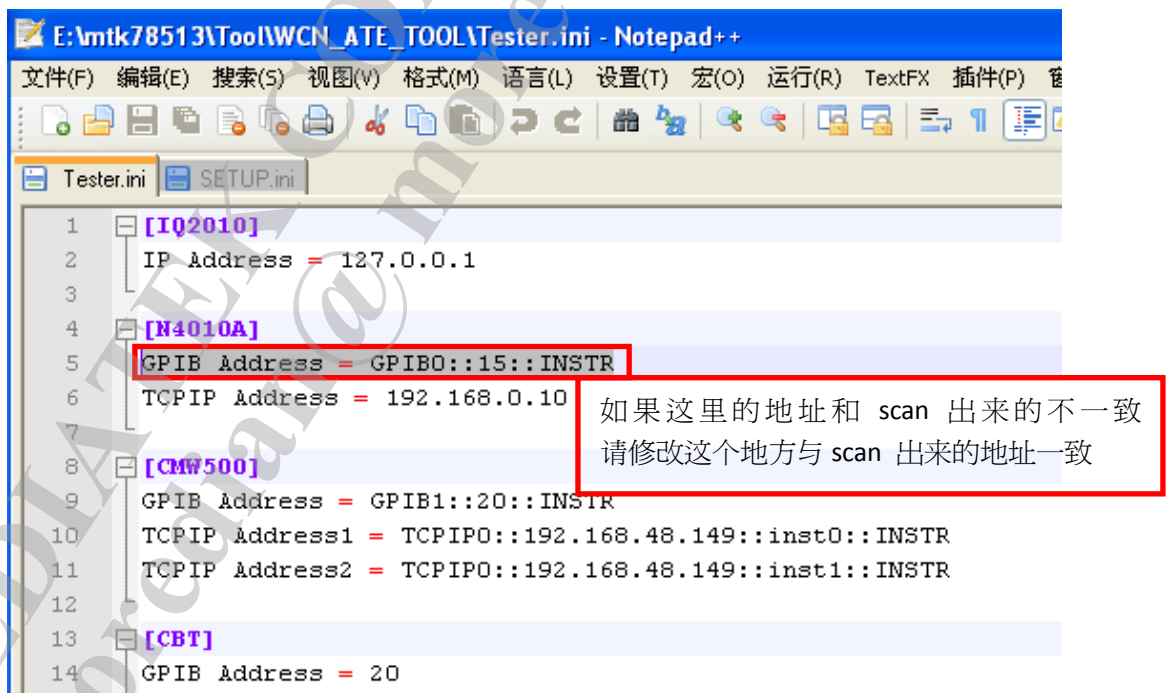 E:\mtk78513\Tool\WCN_ATE_TOOL\Tester.ini - Notepad++
文件(F) 编辑(E) 搜索(S) 视图(V) 格式(M) 语言(L) 设置(T) 宏(O) 运行(R) TextFX 插件(P)
Tester.ini SETUP.ini
1 [IQ2010]
2 IP Address = 127.0.0.1
3
4 [N4010A]
5 GPIB Address = GPIB0::15::INSTR
6 TCPIP Address = 192.168.0.10
7
8 [CMW500]
9 GPIB Address = GPIB1::20::INSTR
10 TCPIP Address1 = TCPIP0::192.168.48.149::inst0::INSTR
11 TCPIP Address2 = TCPIP0::192.168.48.149::inst1::INSTR
12
13 [CBT]
14 GPIB Address = 20
如果这里的地址和 scan 出来的不一致
请修改这个地方与 scan 出来的地址一致